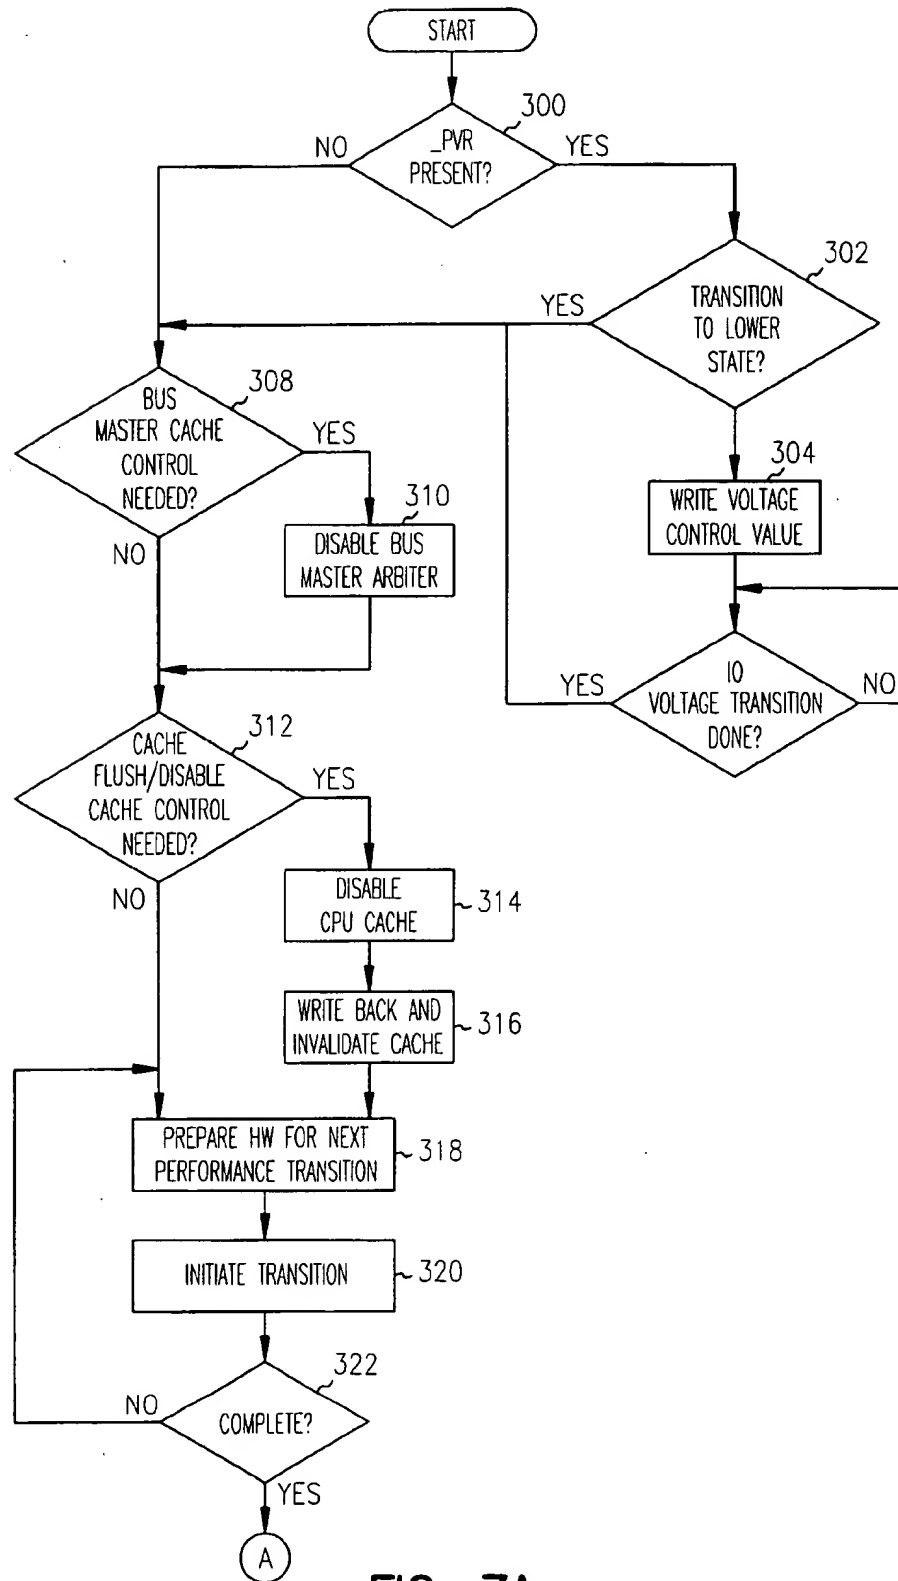 START
300
_PVR
PRESENT?
NO
YES
302
TRANSITION
TO LOWER
STATE?
YES
308
BUS
MASTER CACHE
CONTROL
NEEDED?
YES
NO
304
WRITE VOLTAGE
CONTROL VALUE
310
DISABLE BUS
MASTER ARBITER
IO
VOLTAGE TRANSITION
DONE?
YES
NO
312
CACHE
FLUSH/DISABLE
CACHE CONTROL
NEEDED?
YES
NO
DISABLE
CPU CACHE
314
WRITE BACK AND
INVALIDATE CACHE
316
PREPARE HW FOR NEXT
PERFORMANCE TRANSITION
318
INITIATE TRANSITION
320
322
COMPLETE?
NO
YES
A